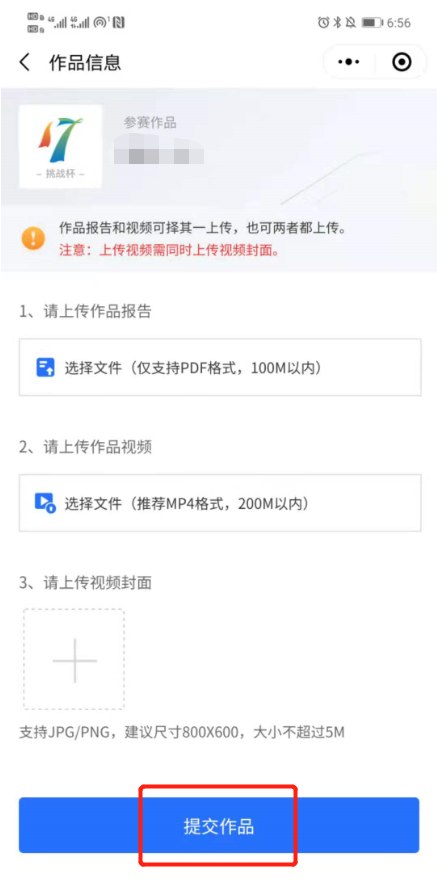 6:56
作品信息
参赛作品
- 挑战杯 -
作品报告和视频可择其一上传，也可两者都上传。
注意：上传视频需同时上传视频封面。
1、请上传作品报告
选择文件（仅支持PDF格式，100M以内）
2、请上传作品视频
选择文件（推荐MP4格式，200M以内）
3、请上传视频封面
支持JPG/PNG，建议尺寸800X600，大小不超过5M
提交作品